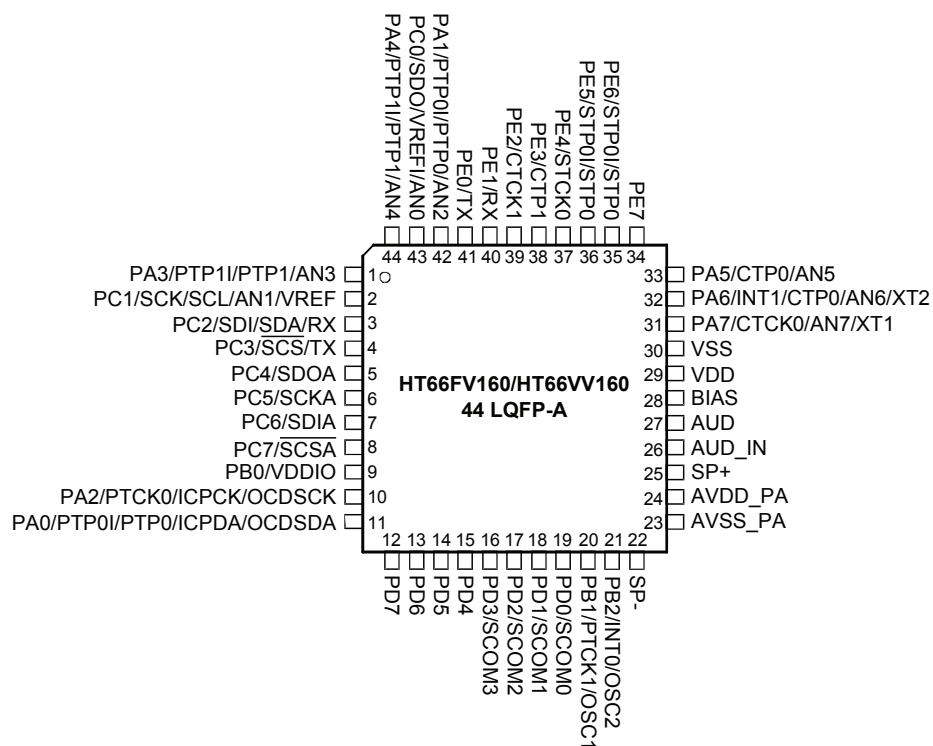 PA4/PTP1I/PTP1/AN4
PC0/SDO/VREFI/AN0
PA1/PTP0I/PTP0/AN2
PE0/TX
PE1/RX
PE2/CTCK1
PE3/CTP1
PE4/STCK0
PE5/STP0I/STP0
PE6/STP0I/STP0
PE7
44 43 42 41 40 39 38 37 36 35 34
PA3/PTP1I/PTP1/AN3 1
PC1/SCK/SCL/AN1/VREF 2
PC2/SDI/SDA/RX 3
PC3/SCS/TX 4
PC4/SDOA 5
PC5/SCKA 6
PC6/SDIA 7
PC7/SCSA 8
PB0/VDDIO 9
PA2/PTCK0/ICPCK/OCDSCK 10
PA0/PTP0I/PTP0/ICPDA/OCDSDA 11
HT66FV160/HT66VV160
44 LQFP-A
33 PA5/CTP0/AN5
32 PA6/INT1/CTP0/AN6/XT2
31 PA7/CTCK0/AN7/XT1
30 VSS
29 VDD
28 BIAS
27 AUD
26 AUD_IN
25 SP+
24 AVDD_PA
23 AVSS_PA
12 13 14 15 16 17 18 19 20 21 22
PD7
PD6
PD5
PD4
PD3/SCOM3
PD2/SCOM2
PD1/SCOM1
PD0/SCOM0
PB1/PTCK1/OSC1
PB2/INT0/OSC2
SP-